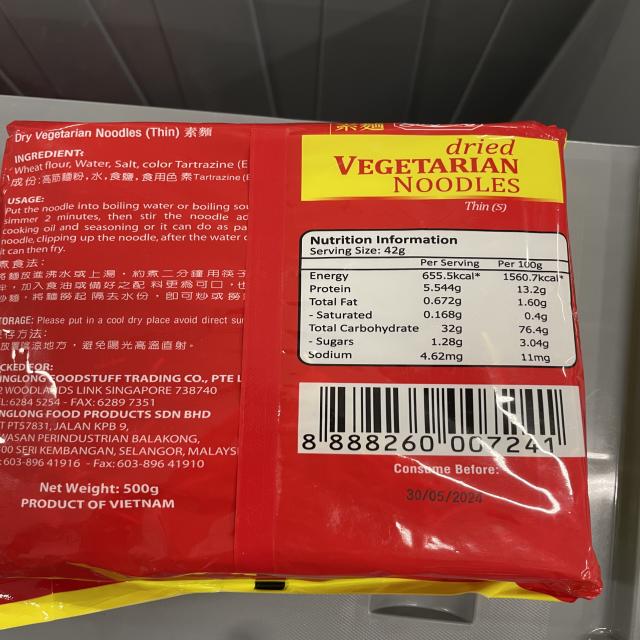 Dry Vegetarian Noodles (Thin) 素麵
INGREDIENT:
Wheat flour, Water, Salt, color Tartrazine (E
成份:高筋麵粉,水,食鹽,食用色 素Tartrazine (
USAGE:
Put the noodle into boiling water or boiling sou
simmer 2 minutes, then stir the noodle ad
cooking oil and seasoning or it can do as pa
noodle, clipping up the noodle, after the water
it can then fry.
煮食法:
將麵放進沸水或上湯,約煮二分鐘用筷子
加入食油或備好之配 料更為可口,也
炒麵,將麵撈起 隔去水份,即可炒或撈
TORAGE: Please put in a cool dry place avoid direct su
存方法:
放置陰涼地方,避免陽光高溫直射。
CKED FOR:
NGLONG FOODSTUFF TRADING CO., PTE L
2 WOODLANDS LINK SINGAPORE 738740
EL:6284 5254 - FAX: 6289 7351
NGLONG FOOD PRODUCTS SDN BHD
T PT57831, JALAN KPB 9,
WASAN PERINDUSTRIAN BALAKONG,
00 SERI KEMBANGAN, SELANGOR, MALAYSI
:603-896 41916 - Fax: 603-896 41910
Net Weight: 500g
PRODUCT OF VIETNAM
素麵
dried
VEGETARIAN
NOODLES
Thin (S)
Nutrition Information
Serving Size: 42g
Per Serving Per 100g
Energy 655.5kcal* 1560.7kcal*
Protein 5.544g 13.2g
Total Fat 0.672g 1.60g
- Saturated 0.168g 0.4g
Total Carbohydrate 32g 76.4g
- Sugars 1.28g 3.04g
Sodium 4.62mg 11mg
8 888260 007241
Consume Before:
30/05/2024